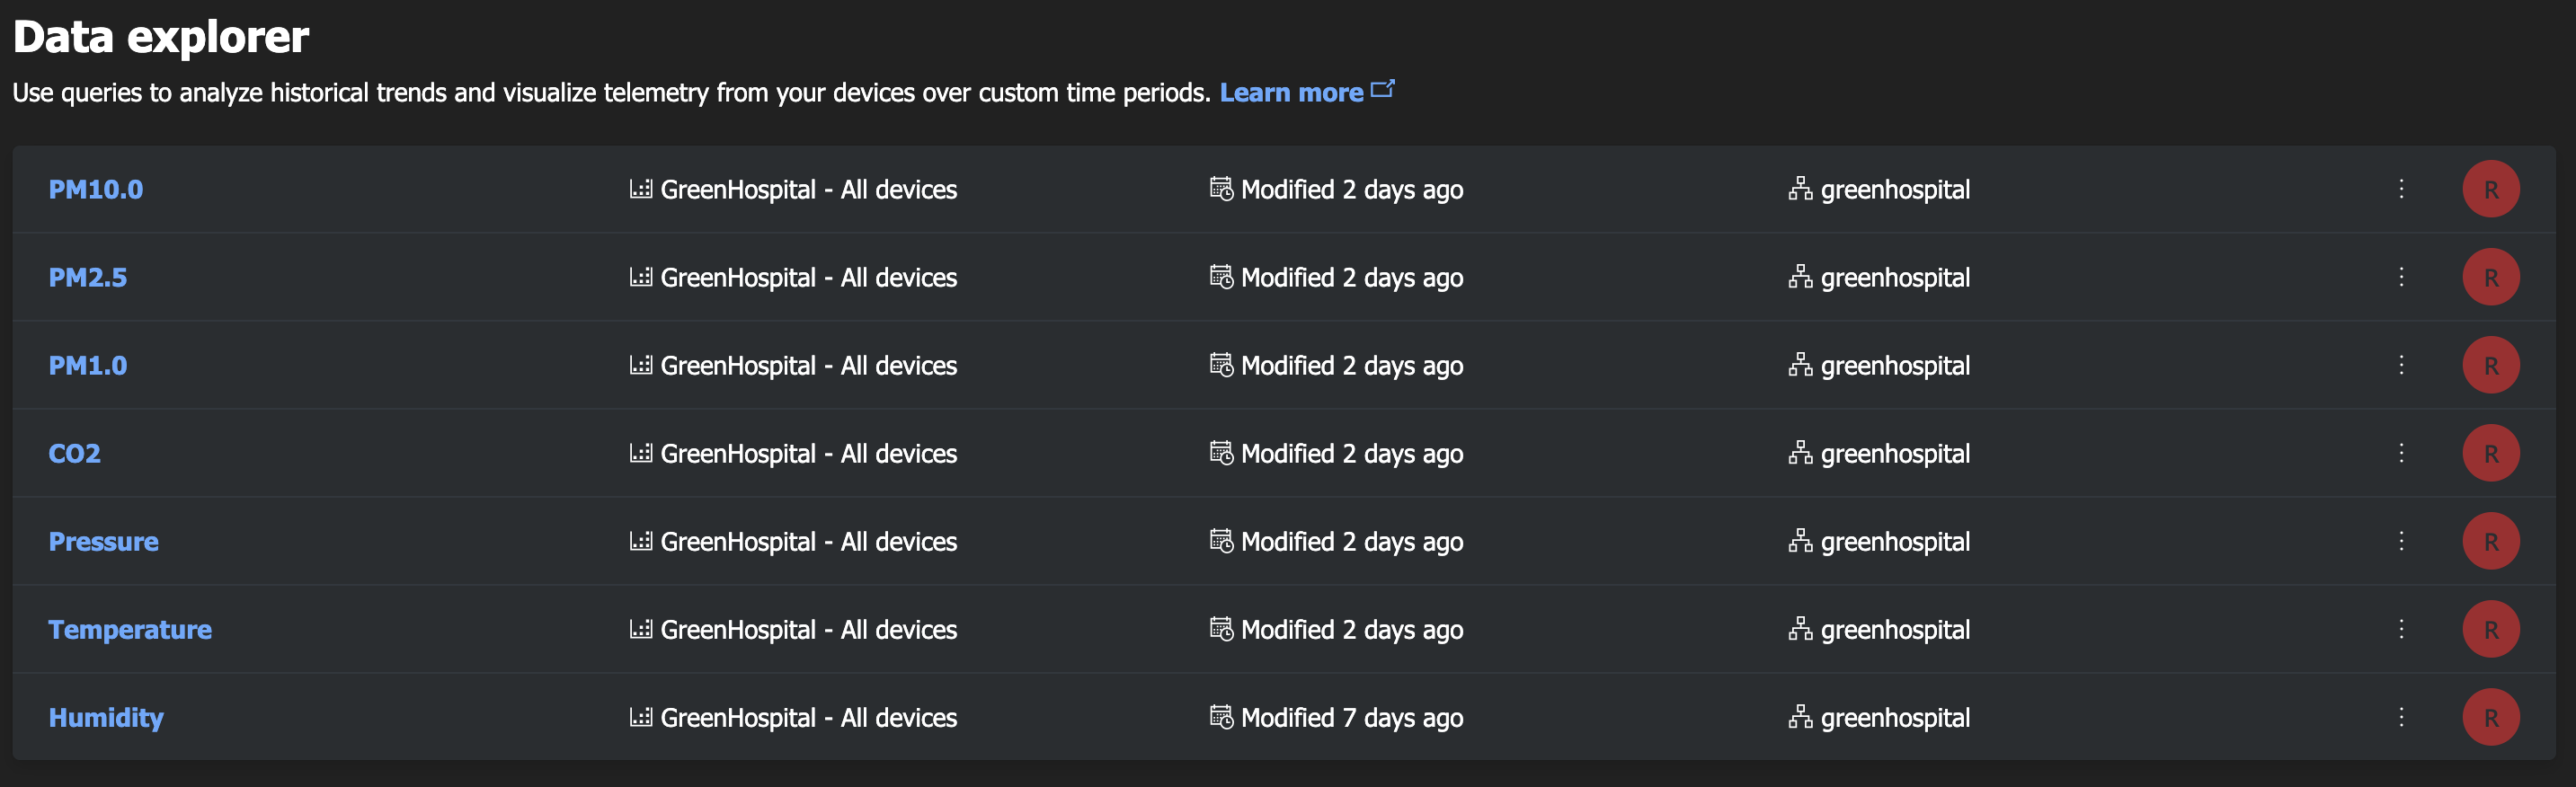 Data explorer
Use queries to analyze historical trends and visualize telemetry from your devices over custom time periods. Learn more
PM10.0 GreenHospital - All devices Modified 2 days ago greenhospital R
PM2.5 GreenHospital - All devices Modified 2 days ago greenhospital R
PM1.0 GreenHospital - All devices Modified 2 days ago greenhospital R
CO2 GreenHospital - All devices Modified 2 days ago greenhospital R
Pressure GreenHospital - All devices Modified 2 days ago greenhospital R
Temperature GreenHospital - All devices Modified 2 days ago greenhospital R
Humidity GreenHospital - All devices Modified 7 days ago greenhospital R